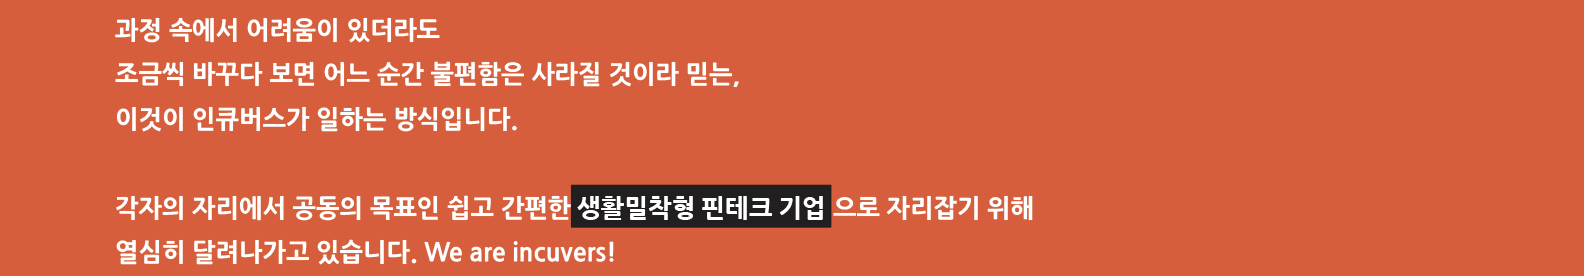 과정 속에서 어려움이 있더라도
조금씩 바꾸다 보면 어느 순간 불편함은 사라질 것이라 믿는,
이것이 인큐버스가 일하는 방식입니다.
각자의 자리에서 공동의 목표인 쉽고 간편한 생활밀착형 핀테크 기업 으로 자리잡기 위해
열심히 달려나가고 있습니다. We are incuvers!